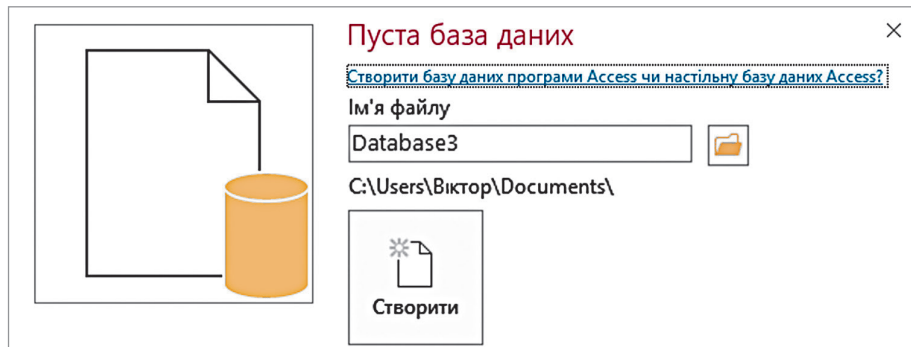 Пуста база даних
Створити базу даних програми Access чи настільну базу даних Access?
Ім'я файлу
Database3
C:\Users\Віктор\Documents\
Створити